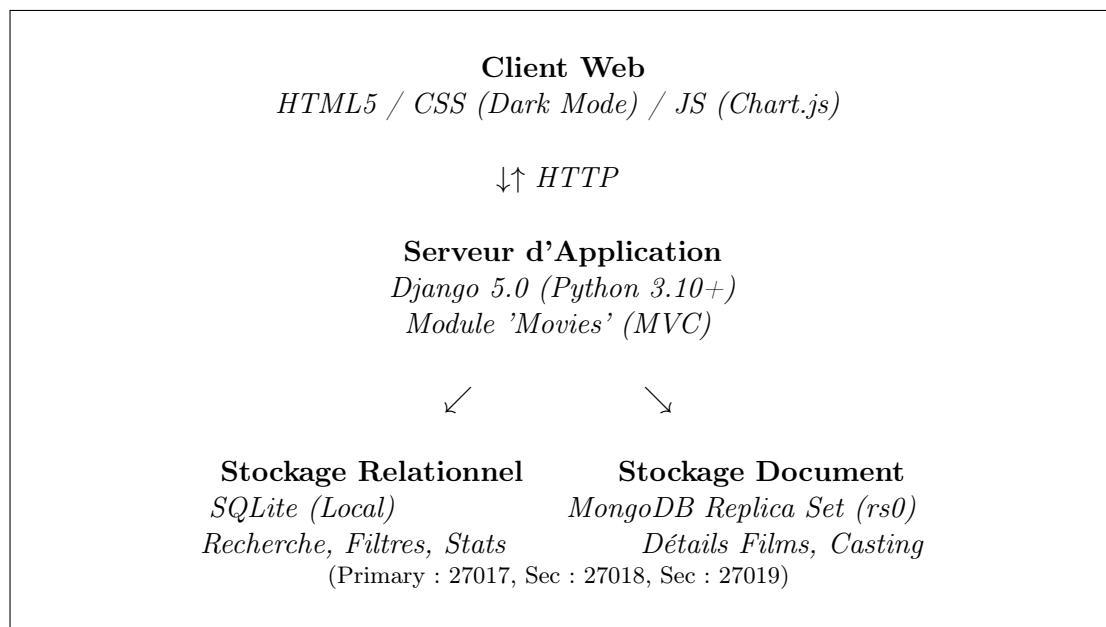 Client Web
HTML5 / CSS (Dark Mode) / JS (Chart.js)
↓↑ HTTP
Serveur d'Application
Django 5.0 (Python 3.10+)
Module 'Movies' (MVC)
↙ ↘
Stockage Relationnel Stockage Document
SQLite (Local) MongoDB Replica Set (rs0)
Recherche, Filtres, Stats Détails Films, Casting
(Primary : 27017, Sec : 27018, Sec : 27019)